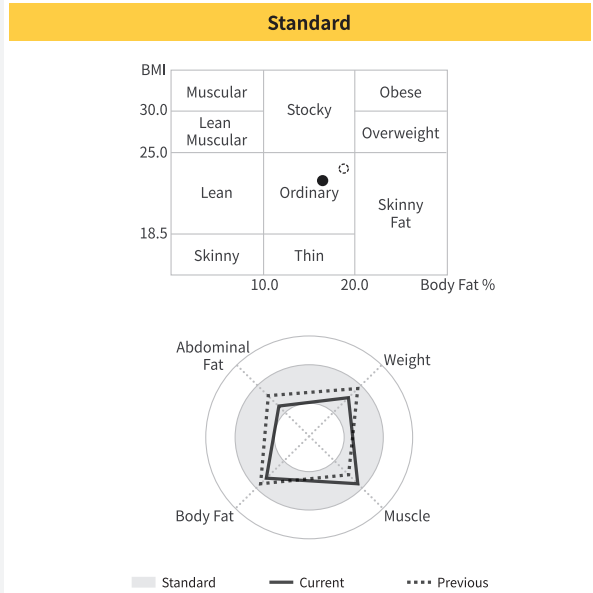 Standard
BMI
Muscular
Stocky
Obese
30.0
Lean
Muscular
Overweight
25.0
Lean
Ordinary
Skinny
Fat
18.5
Skinny
Thin
10.0
20.0
Body Fat %
Abdominal
Fat
Weight
Body Fat
Muscle
Standard
Current
Previous